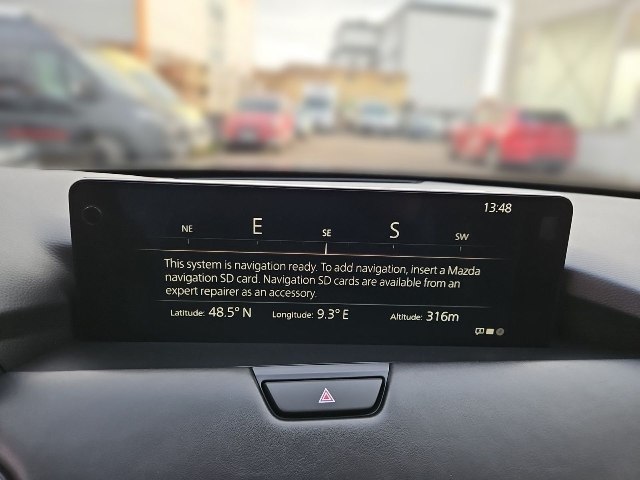 13:48
NE E SE S SW
This system is navigation ready. To add navigation, insert a Mazda
navigation SD card. Navigation SD cards are available from an
expert repairer as an accessory.
Latitude: 48.5° N Longitude: 9.3° E Altitude: 316m